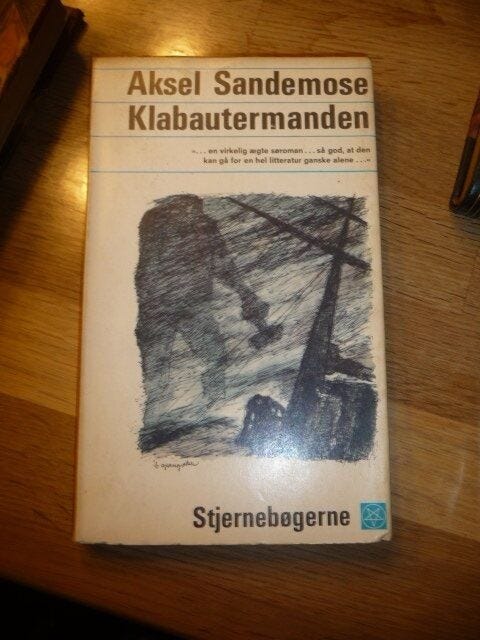 Aksel Sandemose
Klabautermanden
»... en virkelig ægte søroman ... så god, at den
kan gå for en hel litteratur ganske alene ...«
Stjernebøgerne